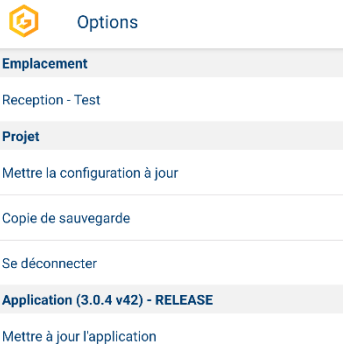 Options
Emplacement
Reception - Test
Projet
Mettre la configuration à jour
Copie de sauvegarde
Se déconnecter
Application (3.0.4 v42) - RELEASE
Mettre à jour l'application